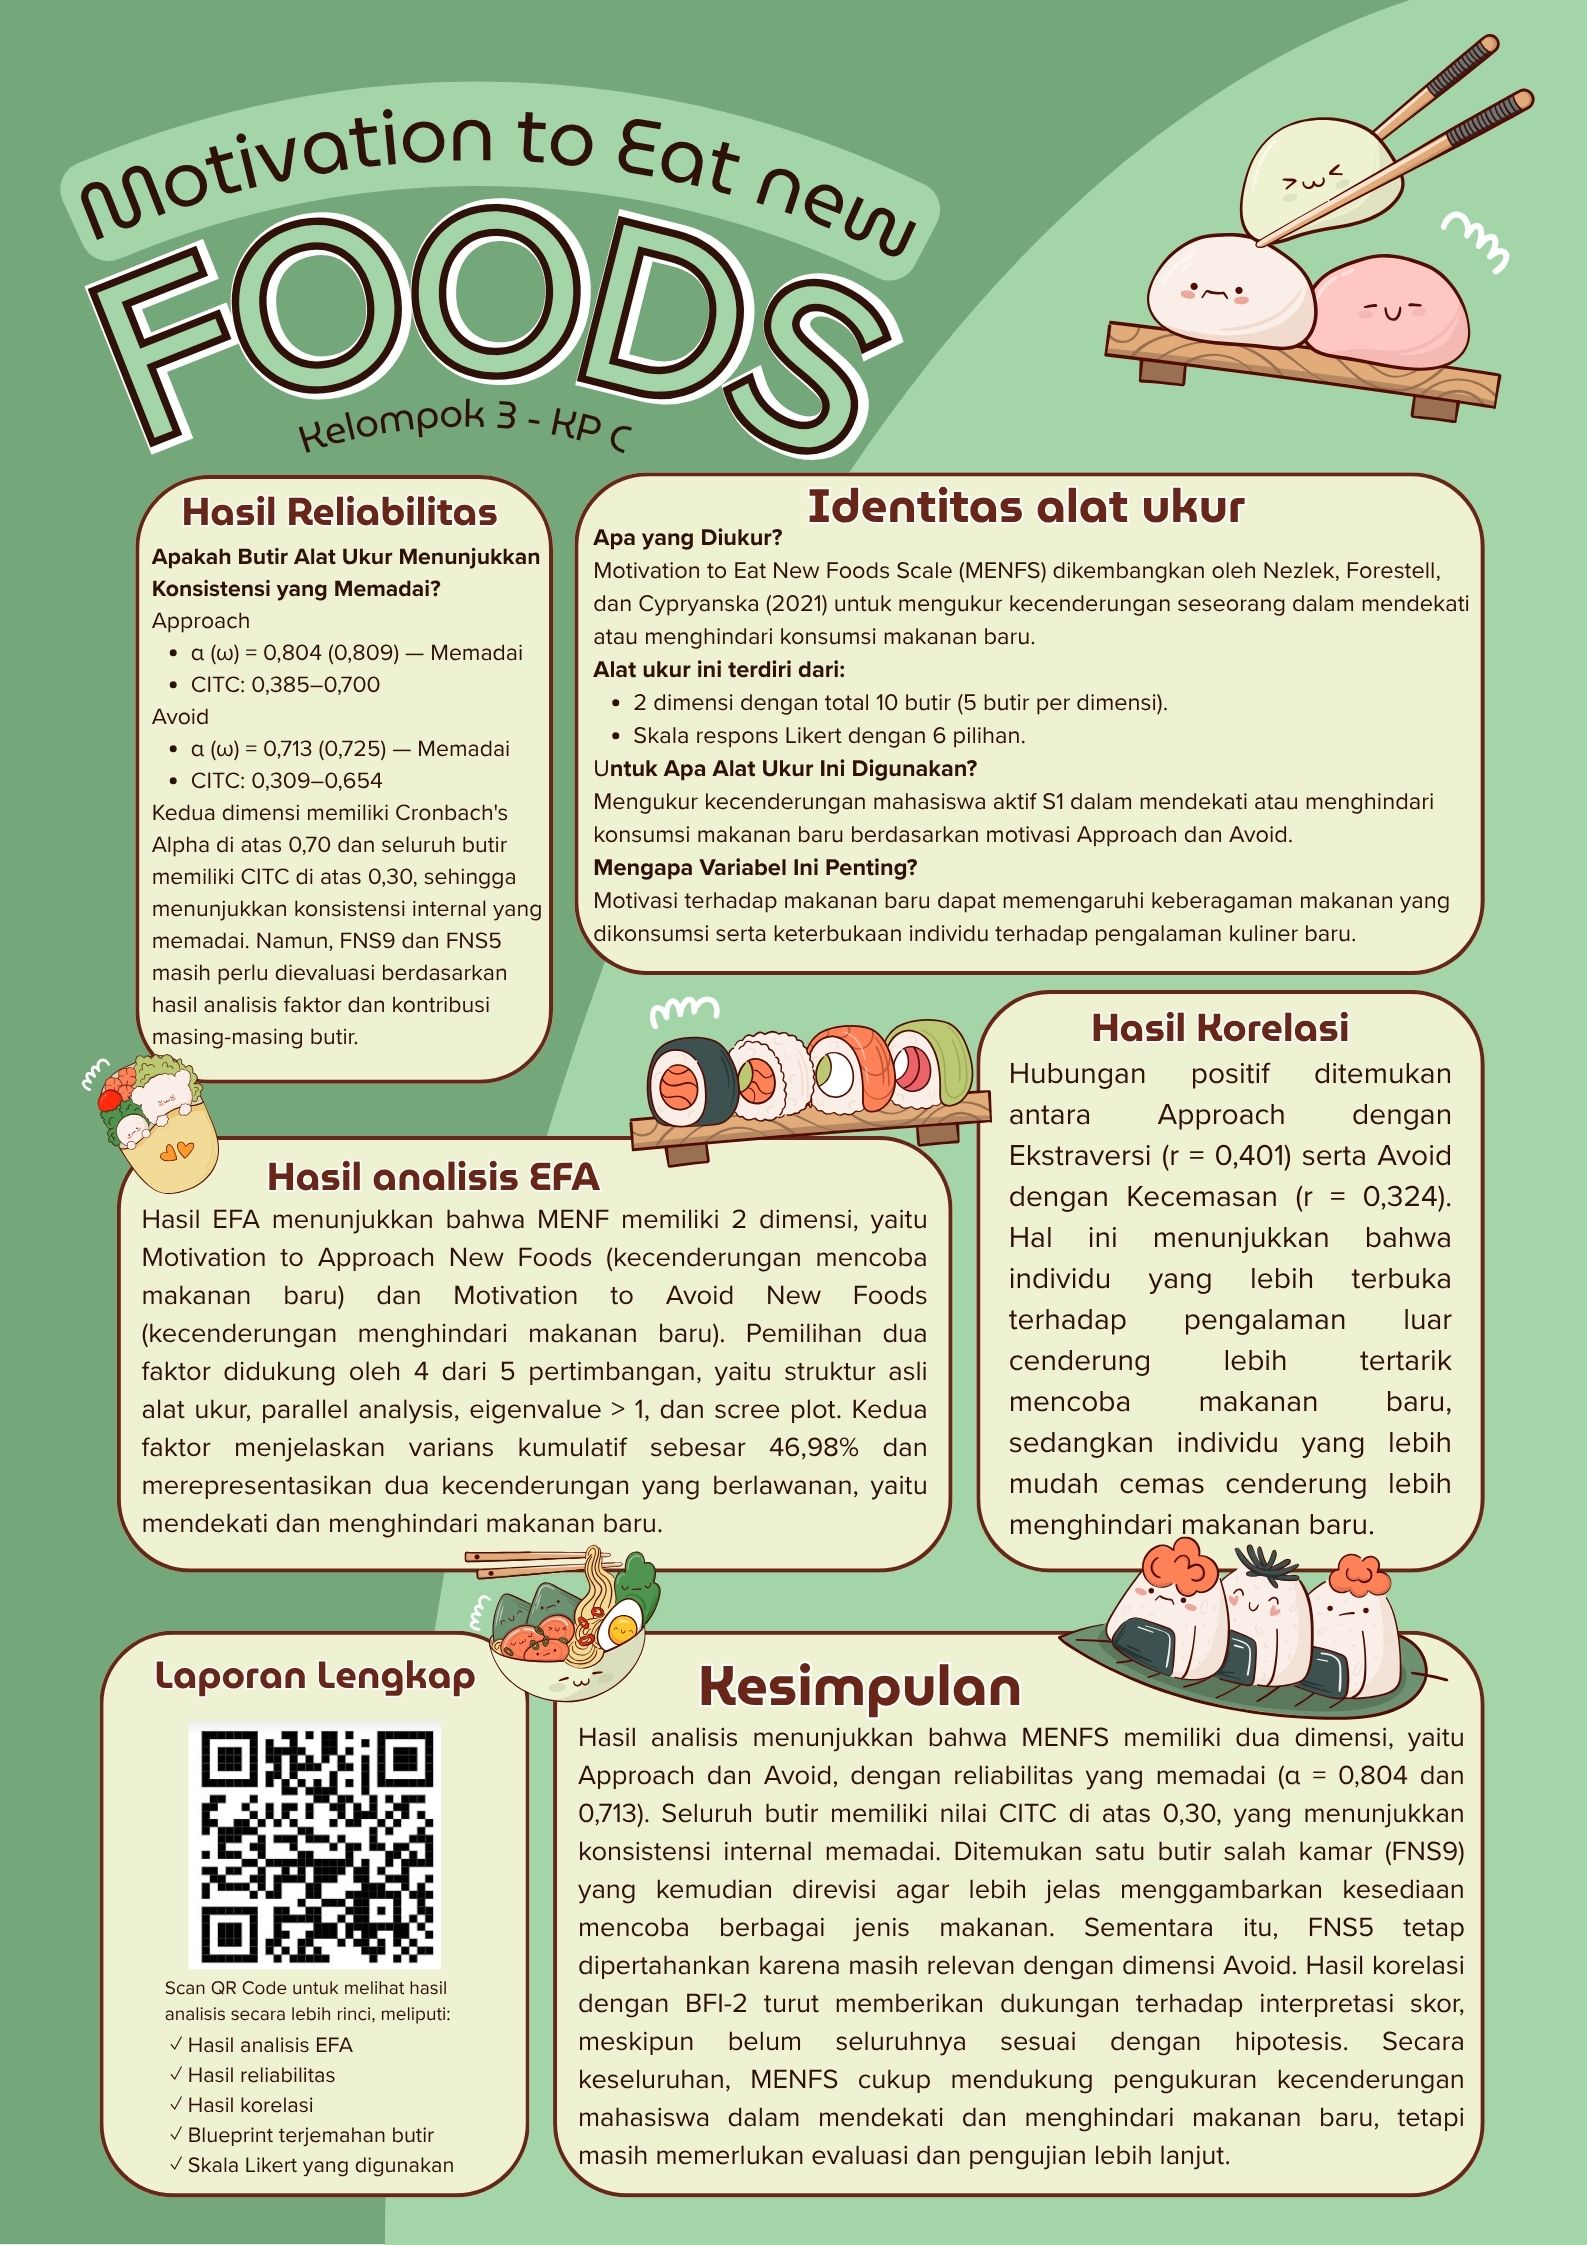 Motivation to Eat new
FOODS
Kelompok 3 - KP C
Hasil Reliabilitas
Apakah Butir Alat Ukur Menunjukkan
Konsistensi yang Memadai?
Approach
• α (ω) = 0,804 (0,809) — Memadai
• CITC: 0,385–0,700
Avoid
• α (ω) = 0,713 (0,725) — Memadai
• CITC: 0,309–0,654
Kedua dimensi memiliki Cronbach's
Alpha di atas 0,70 dan seluruh butir
memiliki CITC di atas 0,30, sehingga
menunjukkan konsistensi internal yang
memadai. Namun, FNS9 dan FNS5
masih perlu dievaluasi berdasarkan
hasil analisis faktor dan kontribusi
masing-masing butir.
Identitas alat ukur
Apa yang Diukur?
Motivation to Eat New Foods Scale (MENFS) dikembangkan oleh Nezlek, Forestell,
dan Cypryanska (2021) untuk mengukur kecenderungan seseorang dalam mendekati
atau menghindari konsumsi makanan baru.
Alat ukur ini terdiri dari:
• 2 dimensi dengan total 10 butir (5 butir per dimensi).
• Skala respons Likert dengan 6 pilihan.
Untuk Apa Alat Ukur Ini Digunakan?
Mengukur kecenderungan mahasiswa aktif S1 dalam mendekati atau menghindari
konsumsi makanan baru berdasarkan motivasi Approach dan Avoid.
Mengapa Variabel Ini Penting?
Motivasi terhadap makanan baru dapat memengaruhi keberagaman makanan yang
dikonsumsi serta keterbukaan individu terhadap pengalaman kuliner baru.
Hasil analisis EFA
Hasil EFA menunjukkan bahwa MENF memiliki 2 dimensi, yaitu
Motivation to Approach New Foods (kecenderungan mencoba
makanan baru) dan Motivation to Avoid New Foods
(kecenderungan menghindari makanan baru). Pemilihan dua
faktor didukung oleh 4 dari 5 pertimbangan, yaitu struktur asli
alat ukur, parallel analysis, eigenvalue > 1, dan scree plot. Kedua
faktor menjelaskan varians kumulatif sebesar 46,98% dan
merepresentasikan dua kecenderungan yang berlawanan, yaitu
mendekati dan menghindari makanan baru.
Hasil Korelasi
Hubungan positif ditemukan
antara Approach dengan
Ekstraversi (r = 0,401) serta Avoid
dengan Kecemasan (r = 0,324).
Hal ini menunjukkan bahwa
individu yang lebih terbuka
terhadap pengalaman luar
cenderung lebih tertarik
mencoba makanan baru,
sedangkan individu yang lebih
mudah cemas cenderung lebih
menghindari makanan baru.
Laporan Lengkap
Scan QR Code untuk melihat hasil
analisis secara lebih rinci, meliputi:
✓ Hasil analisis EFA
✓ Hasil reliabilitas
✓ Hasil korelasi
✓ Blueprint terjemahan butir
✓ Skala Likert yang digunakan
Kesimpulan
Hasil analisis menunjukkan bahwa MENFS memiliki dua dimensi, yaitu
Approach dan Avoid, dengan reliabilitas yang memadai (α = 0,804 dan
0,713). Seluruh butir memiliki nilai CITC di atas 0,30, yang menunjukkan
konsistensi internal memadai. Ditemukan satu butir salah kamar (FNS9)
yang kemudian direvisi agar lebih jelas menggambarkan kesediaan
mencoba berbagai jenis makanan. Sementara itu, FNS5 tetap
dipertahankan karena masih relevan dengan dimensi Avoid. Hasil korelasi
dengan BFI-2 turut memberikan dukungan terhadap interpretasi skor,
meskipun belum seluruhnya sesuai dengan hipotesis. Secara
keseluruhan, MENFS cukup mendukung pengukuran kecenderungan
mahasiswa dalam mendekati dan menghindari makanan baru, tetapi
masih memerlukan evaluasi dan pengujian lebih lanjut.